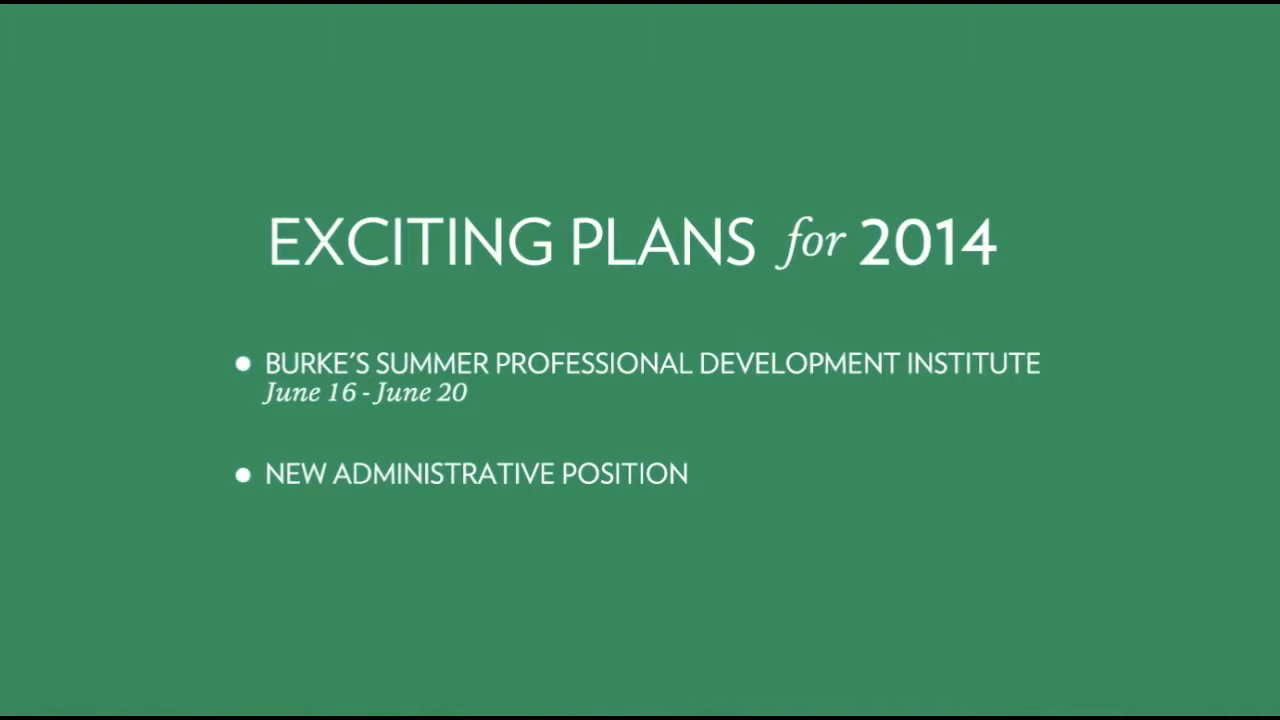 EXCITING PLANS for 2014
• BURKE'S SUMMER PROFESSIONAL DEVELOPMENT INSTITUTE
June 16 - June 20
• NEW ADMINISTRATIVE POSITION